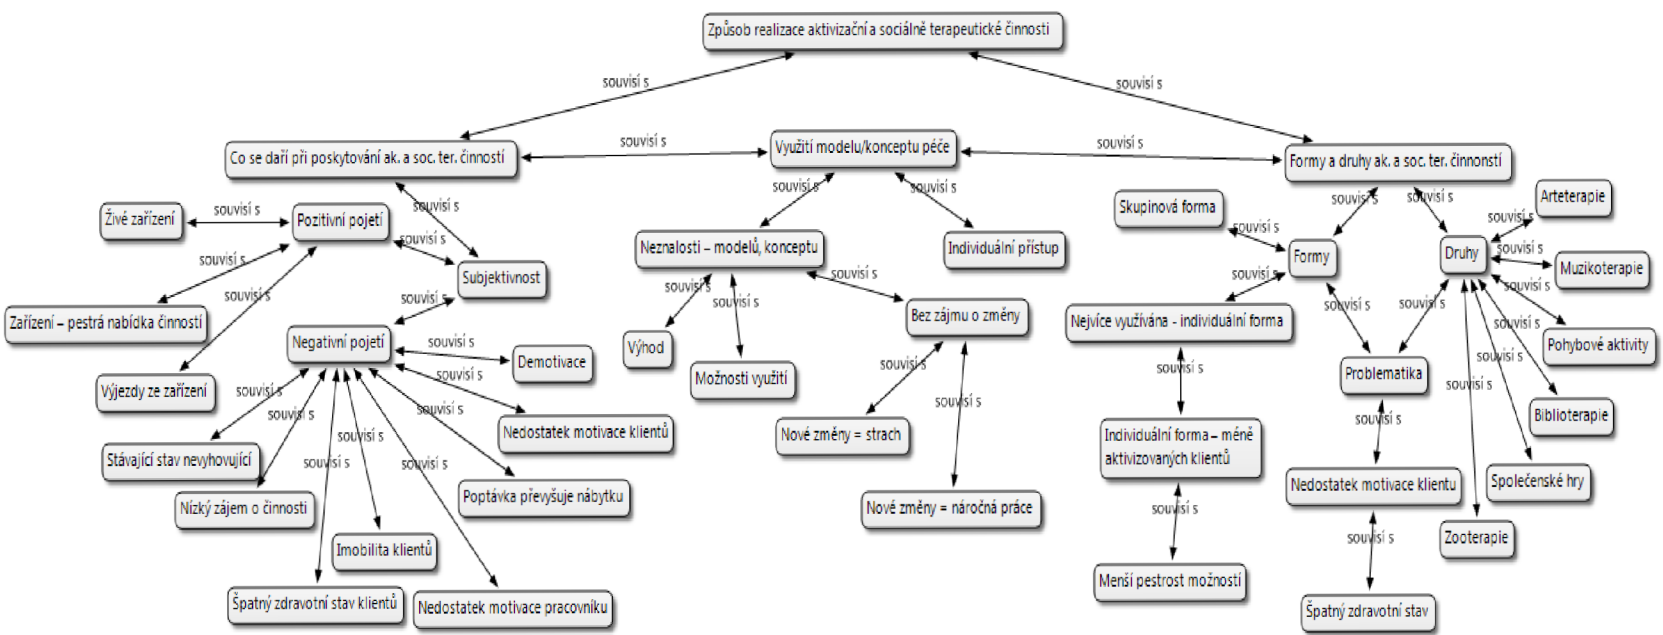 Způsob realizace aktivizační a sociálně terapeutické činnosti
souvisí s
souvisí s
souvisí s
souvisí s
Co se daří při poskytování ak. a soc. ter. činností
Využití modelu/konceptu péče
Formy a druhy ak. a soc. ter. činnonstí
souvisí s
souvisí s
souvisí s
souvisí s
souvisí s
Živé zařízení
souvisí s
Pozitivní pojetí
souvisí s
Subjektivnost
souvisí s
souvisí s
Zařízení – pestrá nabídka činností
Výjezdy ze zařízení
souvisí s
Negativní pojetí
souvisí s
Demotivace
souvisí s
Nedostatek motivace klientů
souvisí s
Stávající stav nevyhovující
souvisí s
Nízký zájem o činnosti
souvisí s
Imobilita klientů
souvisí s
Špatný zdravotní stav klientů
souvisí s
Nedostatek motivace pracovníku
souvisí s
Poptávka převyšuje nábytku
Neznalosti – modelů, konceptu
Individuální přístup
souvisí s
souvisí s
souvisí s
Výhod
Možnosti využití
Bez zájmu o změny
souvisí s
souvisí s
Nové změny = strach
Nové změny = náročná práce
Skupinová forma
souvisí s
Formy
souvisí s
Nejvíce využívána - individuální forma
souvisí s
Individuální forma – méně
aktivizovaných klientů
souvisí s
Menší pestrost možností
souvisí s
souvisí s
Problematika
souvisí s
Nedostatek motivace klientu
souvisí s
Špatný zdravotní stav
Druhy
souvisí s
Arteterapie
souvisí s
Muzikoterapie
souvisí s
Pohybové aktivity
souvisí s
Biblioterapie
souvisí s
Společenské hry
souvisí s
Zooterapie